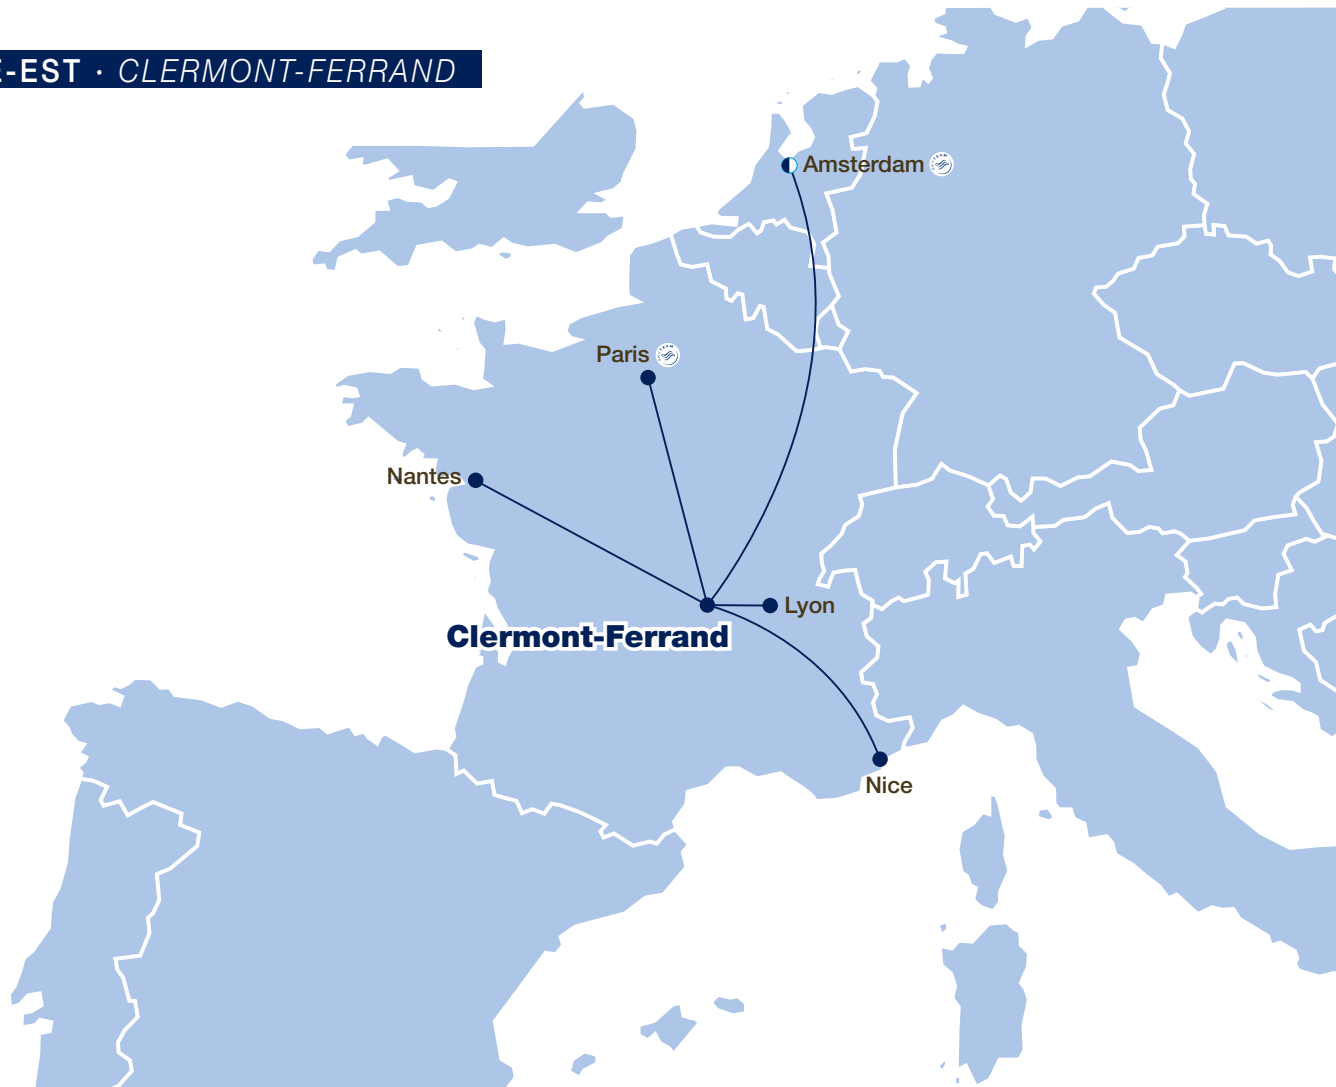 E-EST · CLERMONT-FERRAND
Amsterdam
Paris
Nantes
Lyon
Clermont-Ferrand
Nice